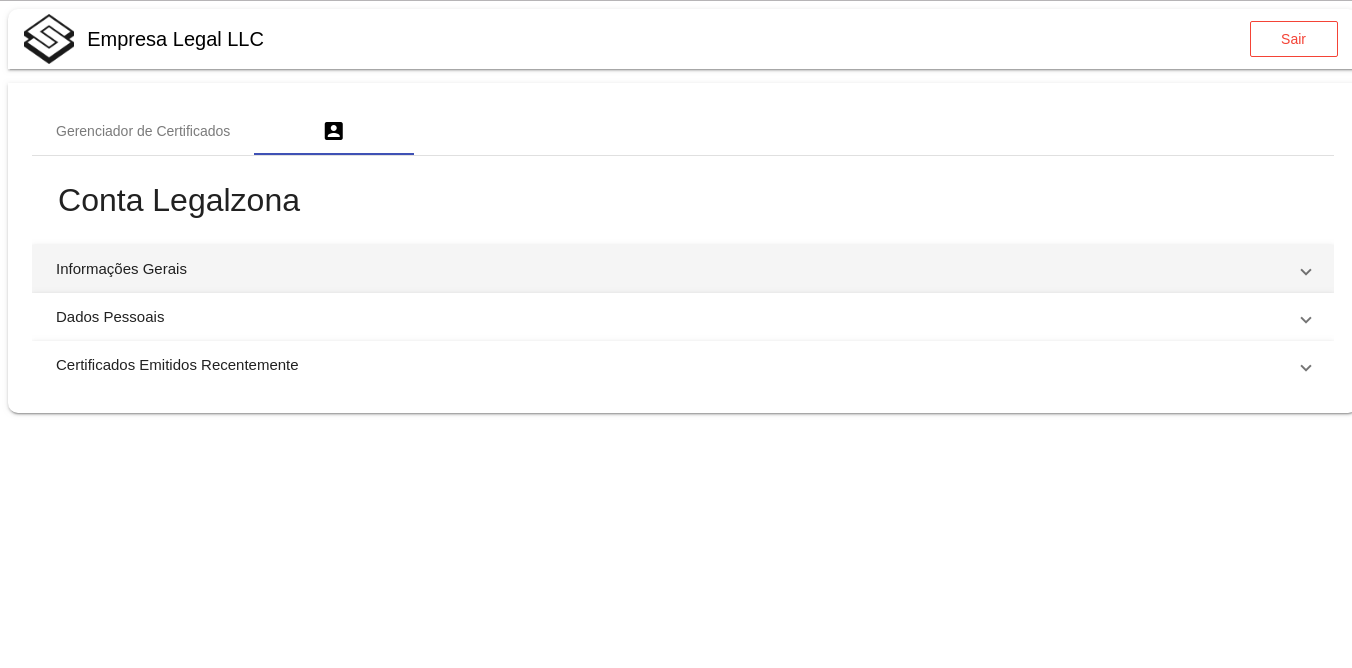 Empresa Legal LLC
Sair
Gerenciador de Certificados
Conta Legalzona
Informações Gerais
Dados Pessoais
Certificados Emitidos Recentemente